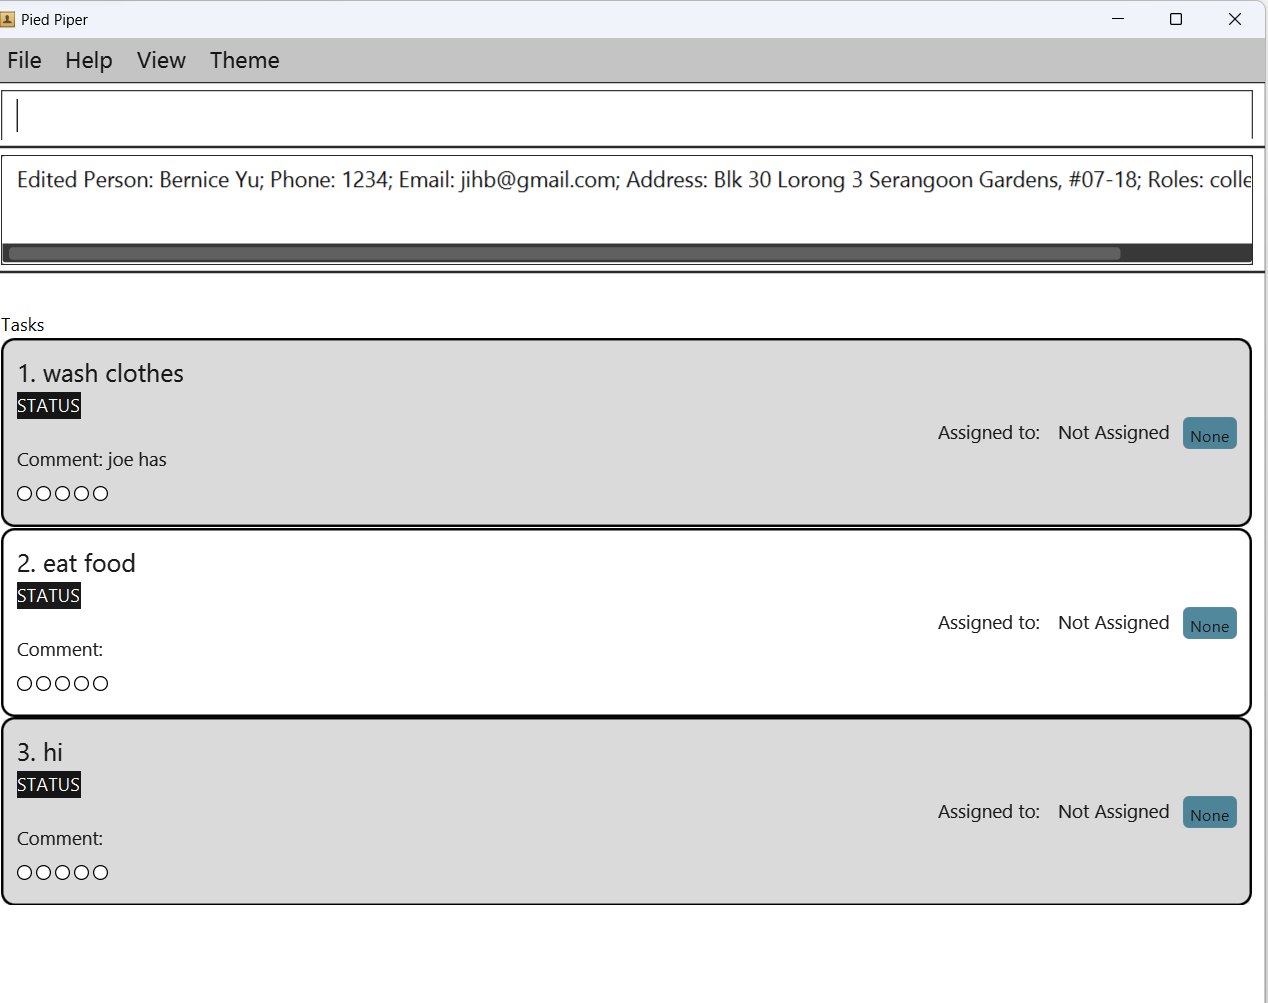 Pied Piper
File Help View Theme
Edited Person: Bernice Yu; Phone: 1234; Email: jihb@gmail.com; Address: Blk 30 Lorong 3 Serangoon Gardens, #07-18; Roles: colle
Tasks
1. wash clothes
STATUS
Assigned to: Not Assigned None
Comment: joe has
2. eat food
STATUS
Assigned to: Not Assigned None
Comment:
3. hi
STATUS
Assigned to: Not Assigned None
Comment: